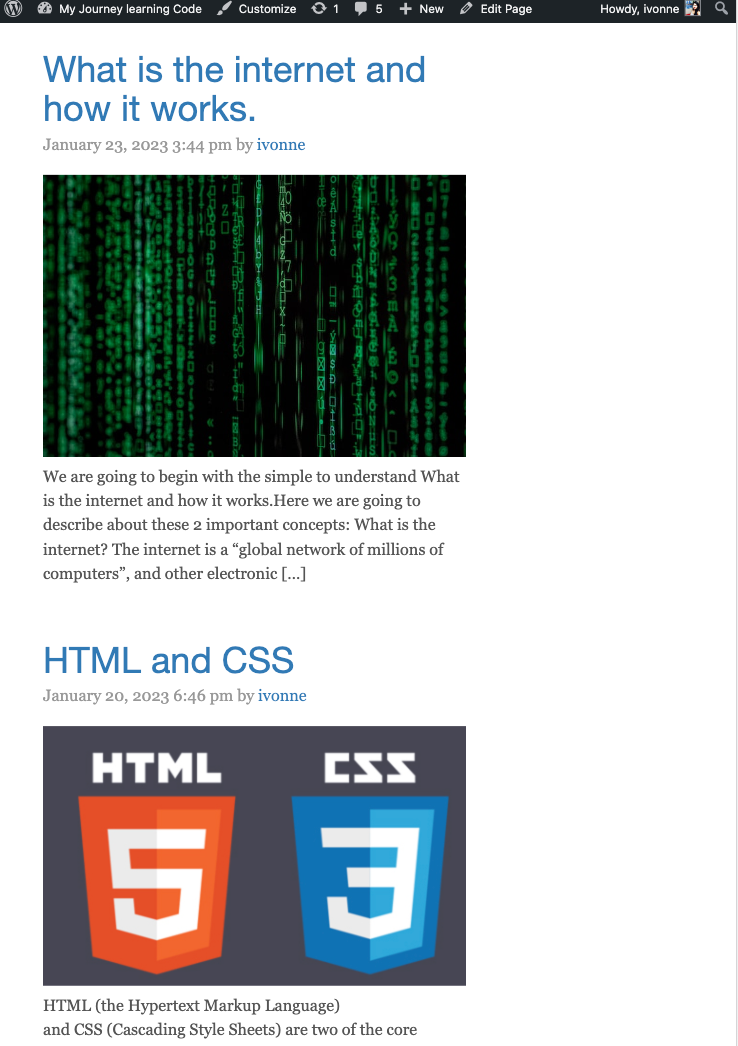 My Journey learning Code Customize 1 5 New Edit Page Howdy, ivonne
What is the internet and
how it works.
January 23, 2023 3:44 pm by ivonne
We are going to begin with the simple to understand What
is the internet and how it works.Here we are going to
describe about these 2 important concepts: What is the
internet? The internet is a “global network of millions of
computers”, and other electronic [...]
HTML and CSS
January 20, 2023 6:46 pm by ivonne
HTML CSS
5 3
HTML (the Hypertext Markup Language)
and CSS (Cascading Style Sheets) are two of the core